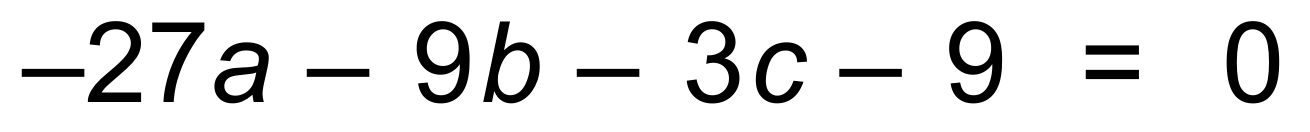 –27a – 9b – 3c – 9 = 0